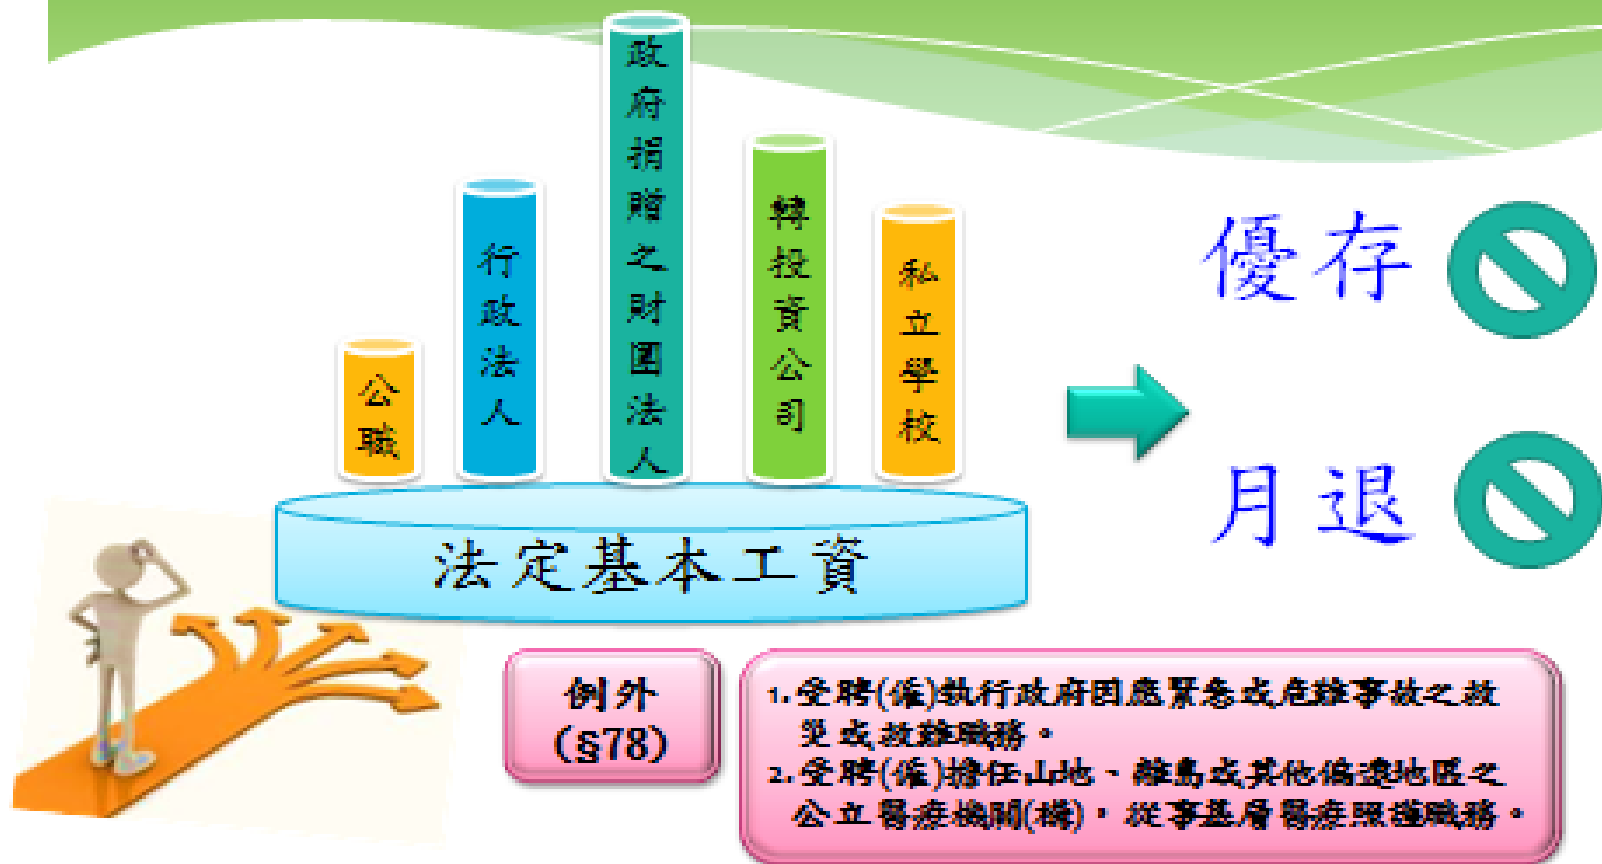 公職
行政法人
政府捐贈之財團法人
轉投資公司
私立學校
優存
月退
法定基本工資
例外
(§78)
1.受聘(僱)執行政府因應緊急或危難事故之救
災或救難職務。
2.受聘(僱)擔任山地、離島或其他偏遠地區之
公立醫療機關(構),從事基層醫療照護職務。